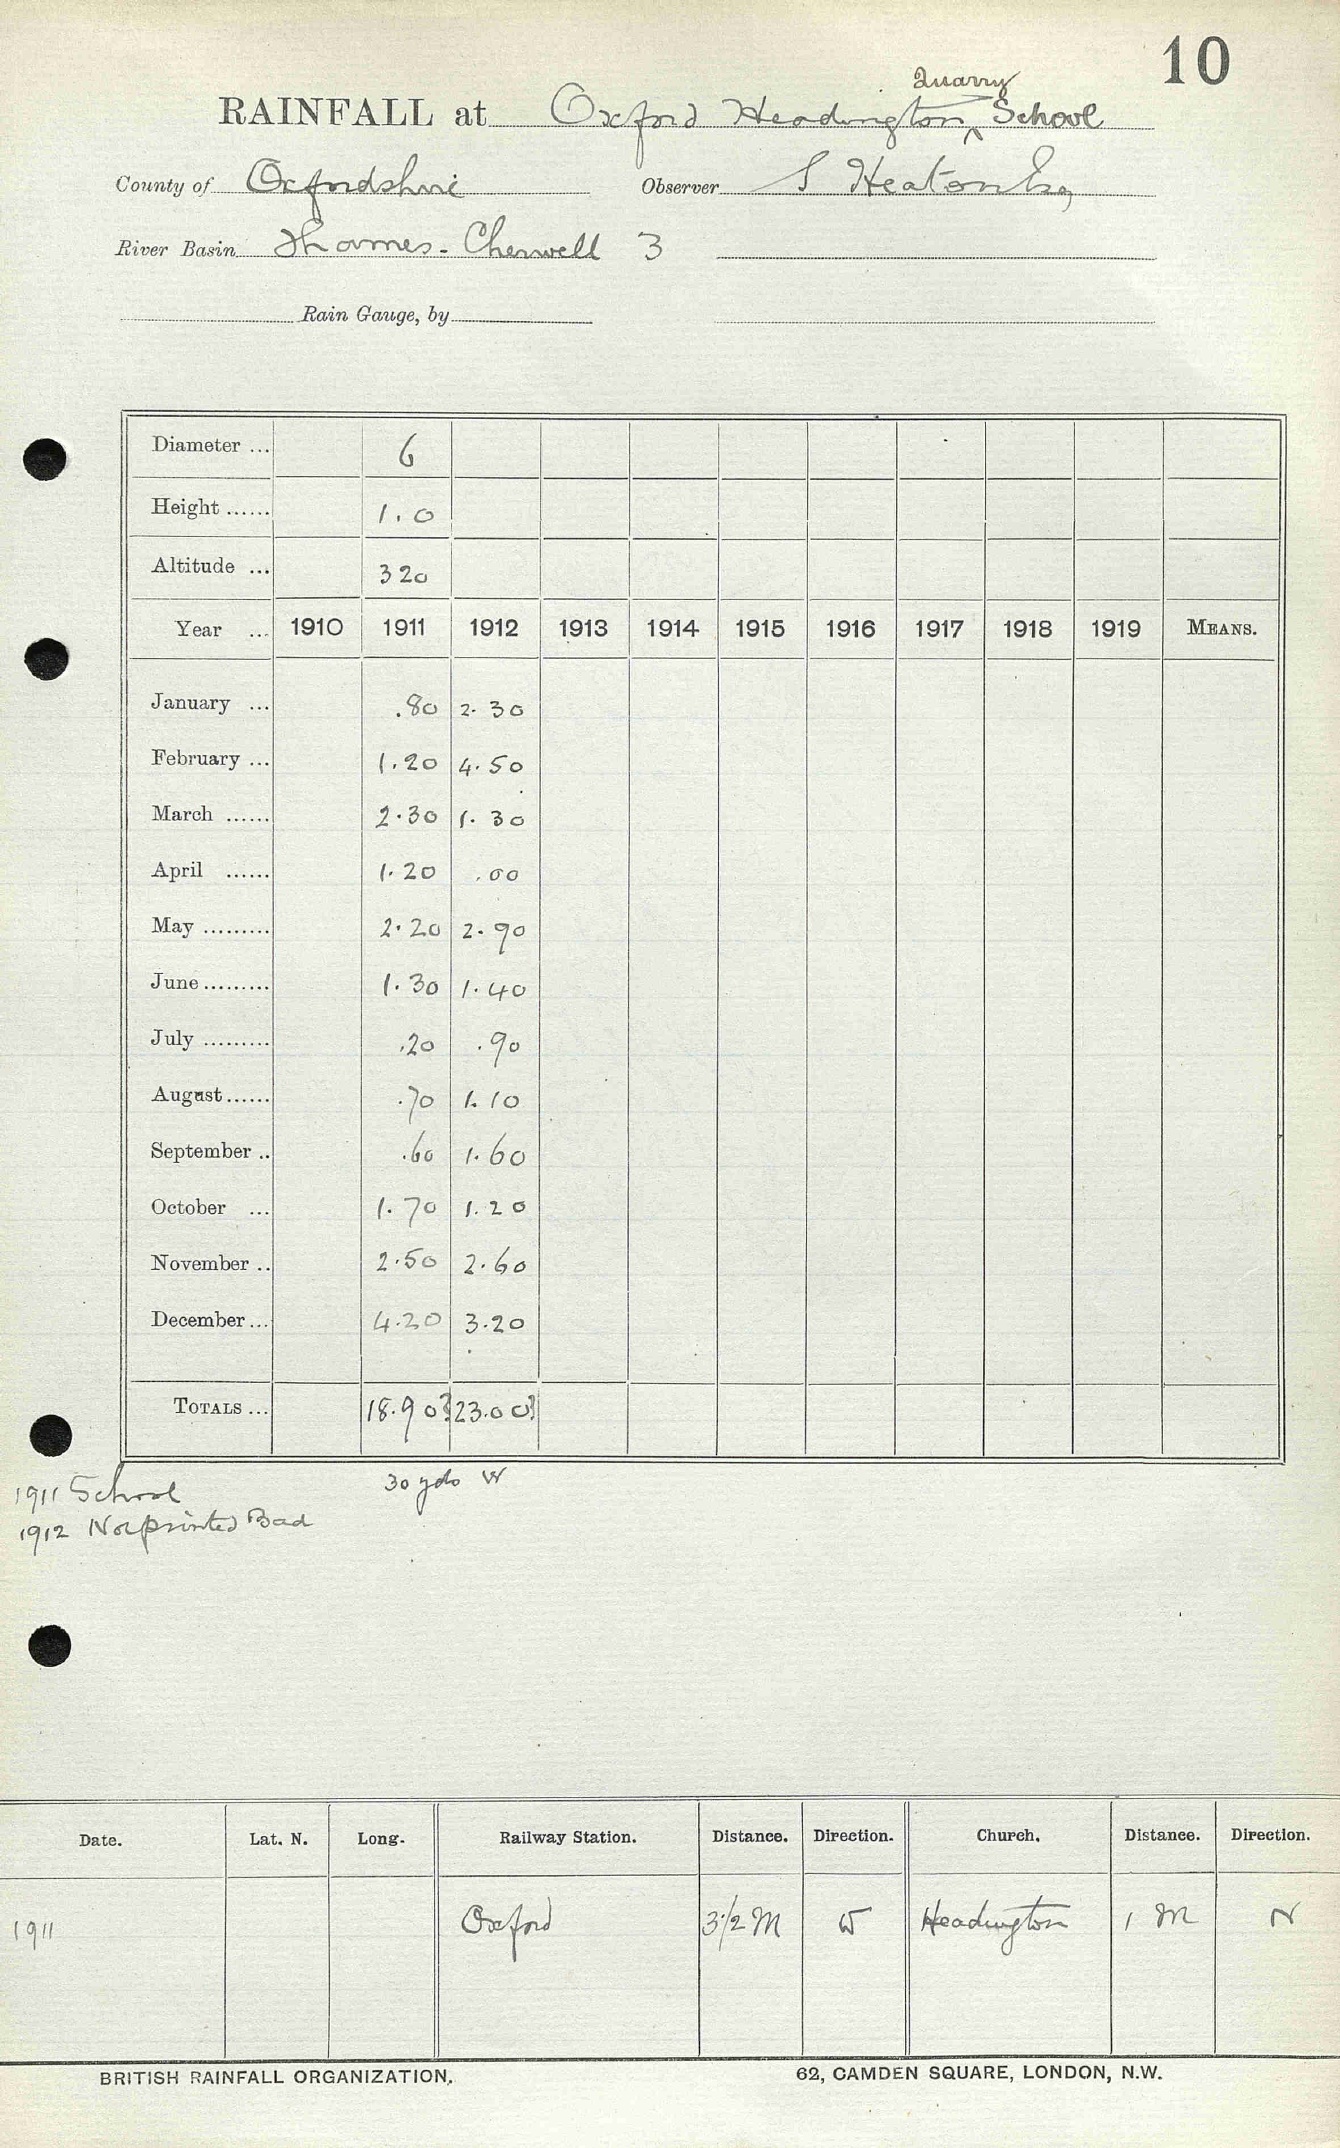 10
Quarry
RAINFALL at Oxford Headington ^ School
County of Oxfordshire Observer S Heaton Esq
River Basin Thames - Cherwell 3
Rain Gauge, by
Diameter ... 6
Height ...... 1.0
Altitude ... 320
Year ... 1910 1911 1912 1913 1914 1915 1916 1917 1918 1919 MEANS.
January ... .80 2.30
February ... 1.20 4.50
March ...... 2.30 1.30
April ...... 1.20 .00
May ......... 2.20 2.90
June ......... 1.30 1.40
July ......... .20 .90
August ...... .70 1.10
September .. .60 1.60
October ... 1.70 1.20
November .. 2.50 2.60
December ... 4.20 3.20
TOTALS ... 18.90? 23.00?
1911 School 30 yds W
1912 Not printed Bad
Date. Lat. N. Long. Railway Station. Distance. Direction. Church. Distance. Direction.
1911 Oxford 3 1/2 M W Headington 1 M N
BRITISH RAINFALL ORGANIZATION. 62, CAMDEN SQUARE, LONDON, N.W.